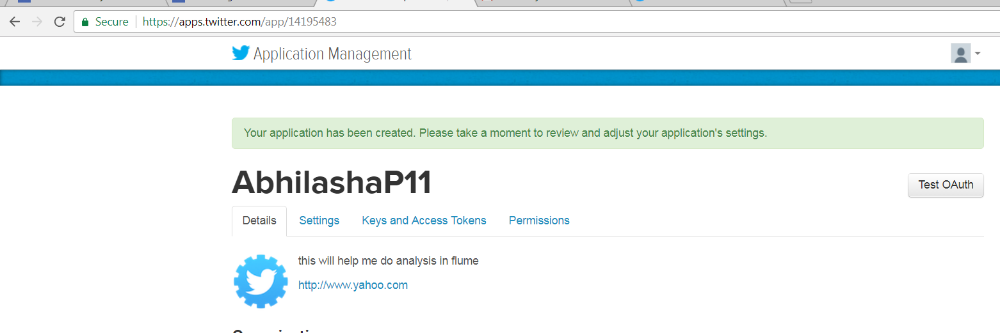 Secure https://apps.twitter.com/app/14195483
Application Management
Your application has been created. Please take a moment to review and adjust your application's settings.
AbhilashaP11
Test OAuth
Details Settings Keys and Access Tokens Permissions
this will help me do analysis in flume
http://www.yahoo.com